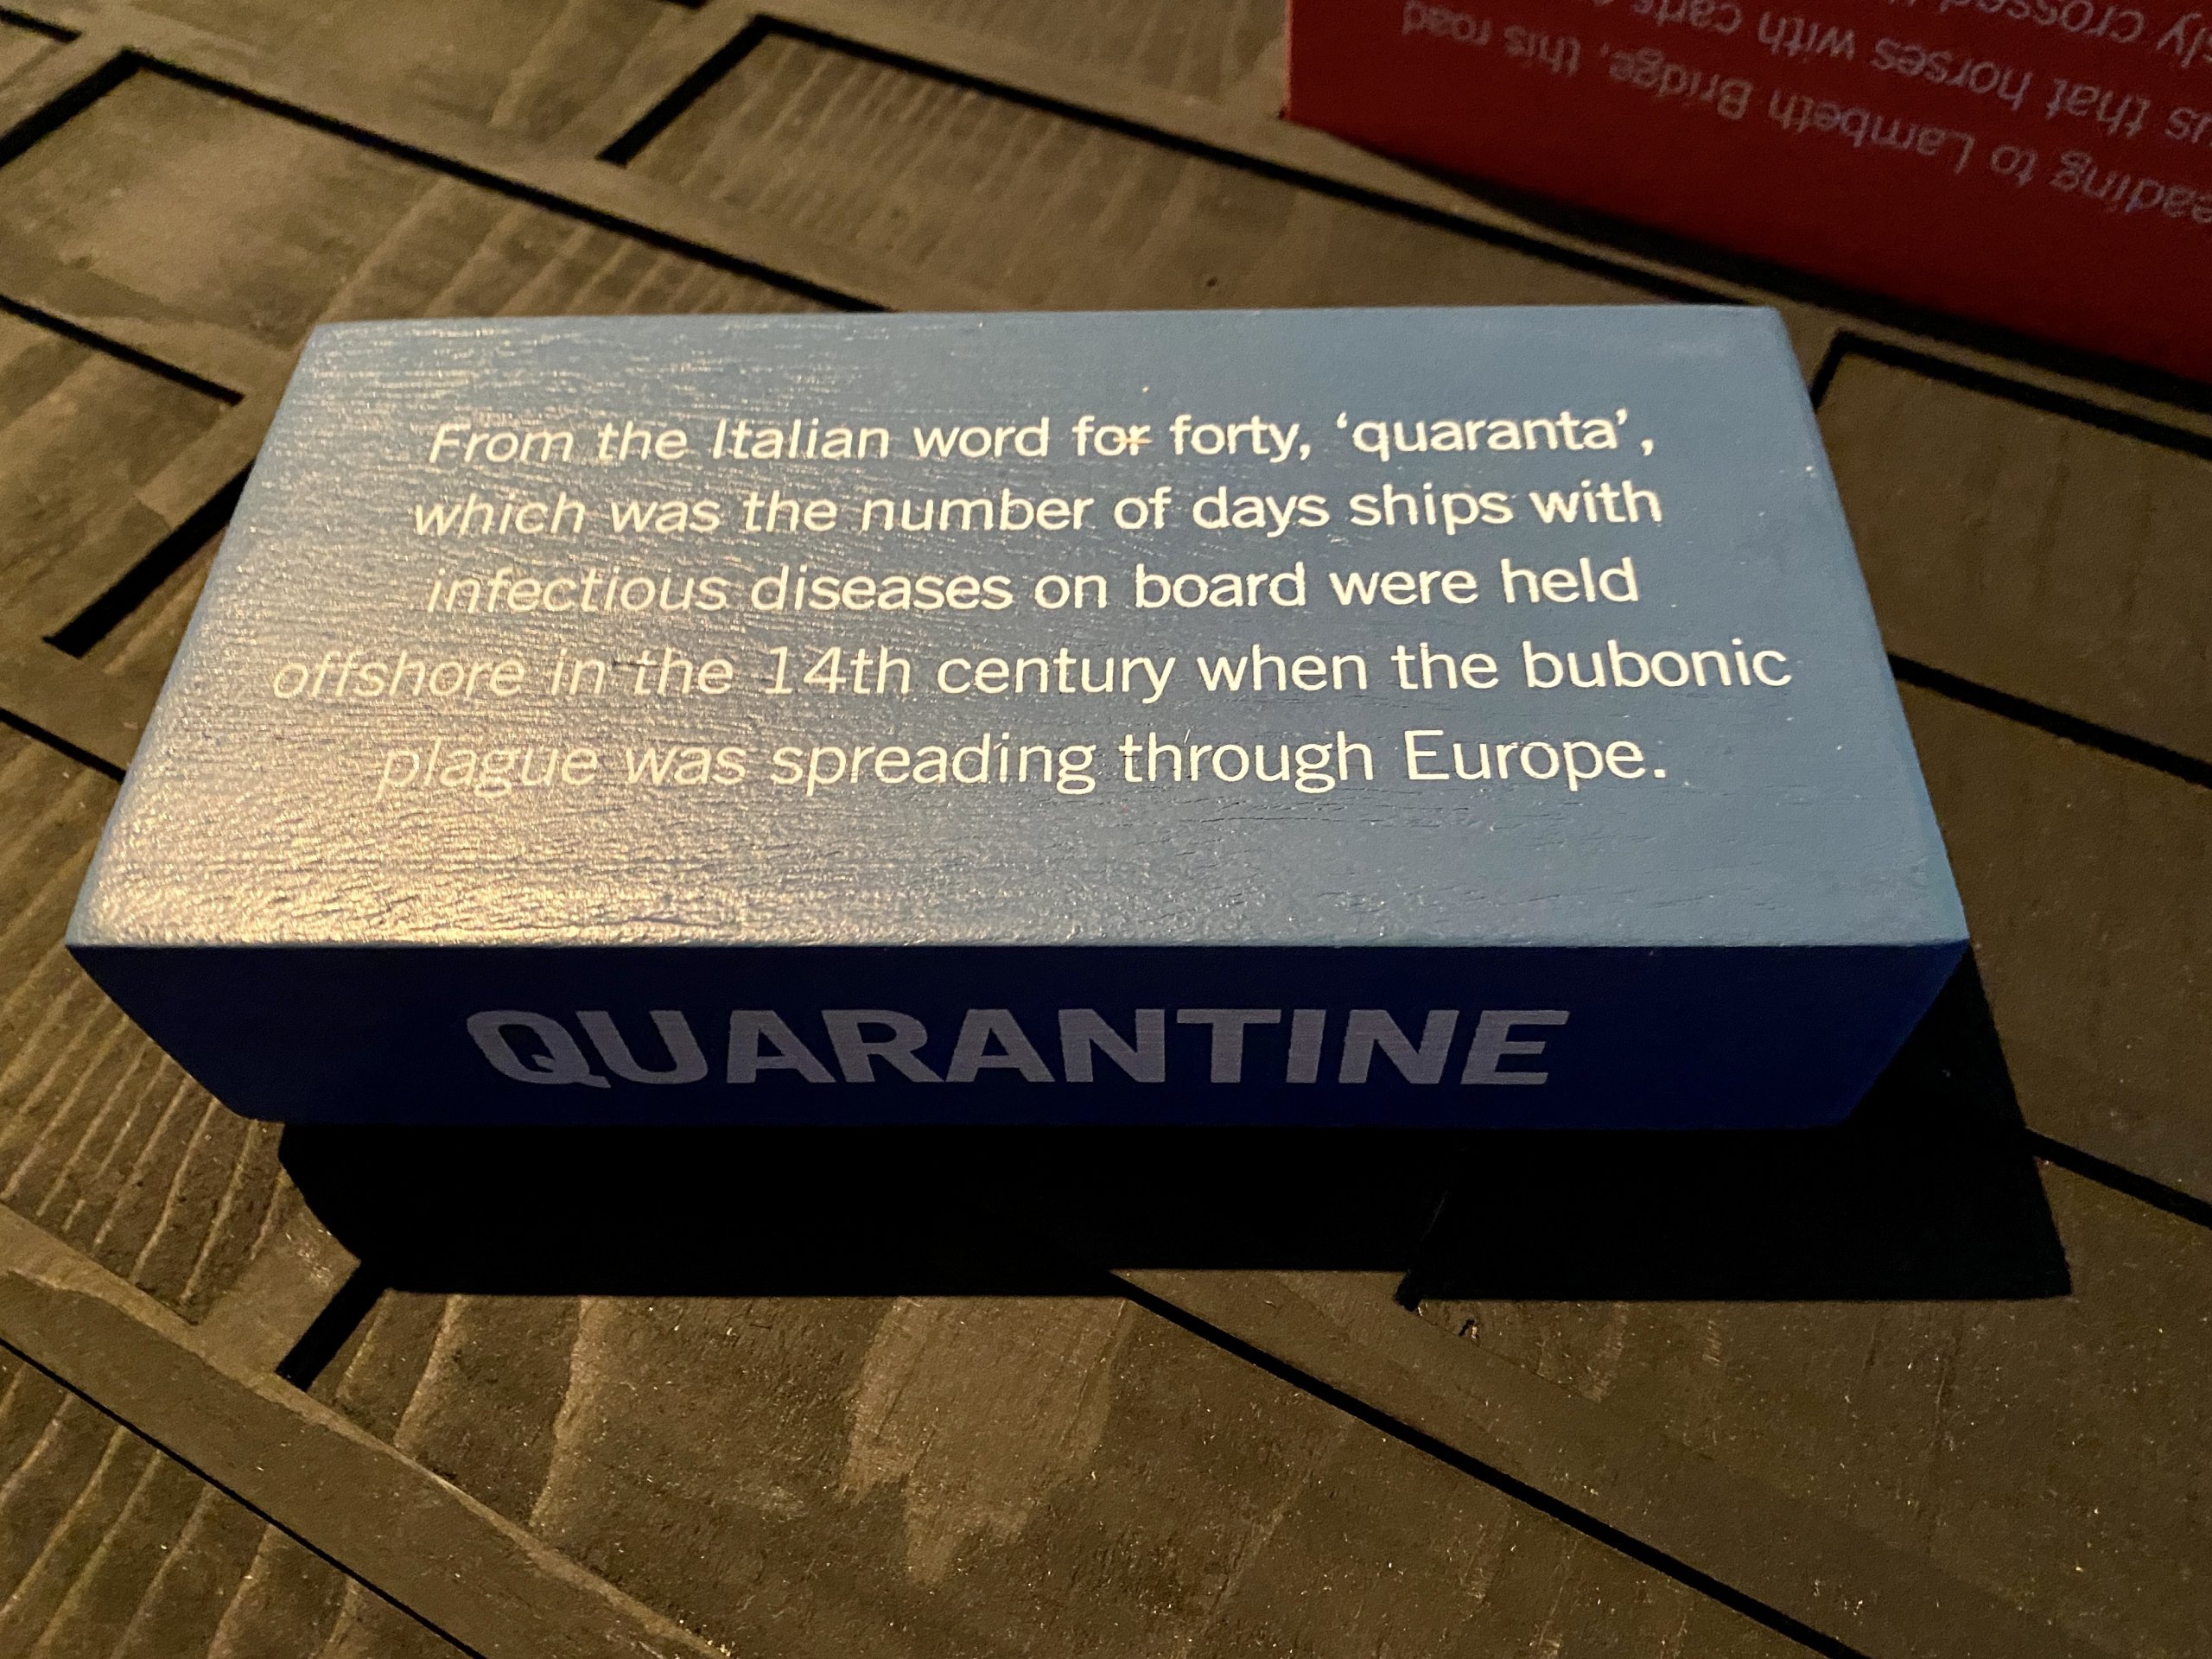 From the Italian word for forty, ‘quaranta’,
which was the number of days ships with
infectious diseases on board were held
offshore in the 14th century when the bubonic
plague was spreading through Europe.
QUARANTINE
to Lambeth Bridge, this road
that horses with carts